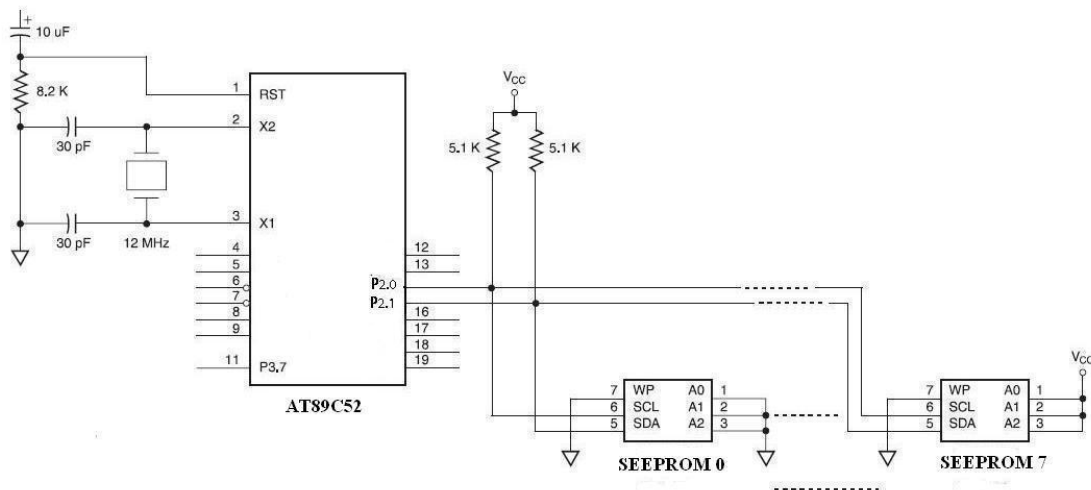 +
10 uF
8.2 K
30 pF
30 pF
12 MHz
1 RST
2 X2
3 X1
4
5
6
7
8
9
11 P3.7
12
13
P2.0
P2.1
16
17
18
19
AT89C52
VCC
5.1 K 5.1 K
7 WP A0 1
6 SCL A1 2
5 SDA A2 3
SEEPROM 0
VCC
7 WP A0 1
6 SCL A1 2
5 SDA A2 3
SEEPROM 7